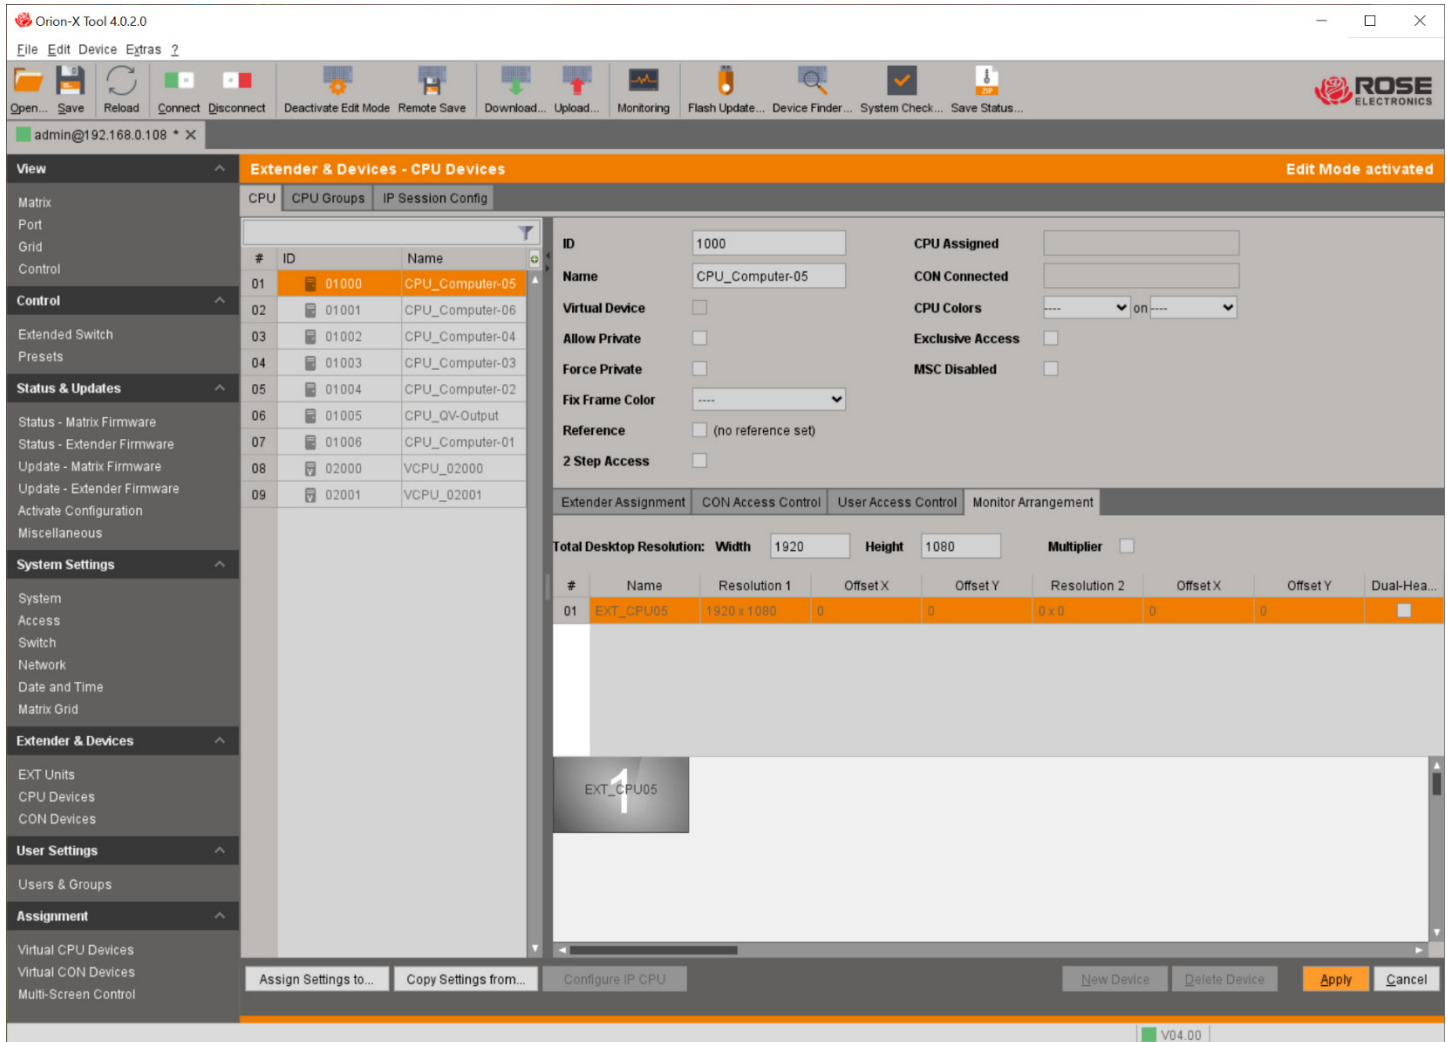 Orion-X Tool 4.0.2.0
File Edit Device Extras ?
Open... Save Reload Connect Disconnect Deactivate Edit Mode Remote Save Download... Upload... Monitoring Flash Update... Device Finder... System Check... ZIP Save Status... ROSE ELECTRONICS
admin@192.168.0.108 *
View
Matrix
Port
Grid
Control
Control
Extended Switch
Presets
Status & Updates
Status - Matrix Firmware
Status - Extender Firmware
Update - Matrix Firmware
Update - Extender Firmware
Activate Configuration
Miscellaneous
System Settings
System
Access
Switch
Network
Date and Time
Matrix Grid
Extender & Devices
EXT Units
CPU Devices
CON Devices
User Settings
Users & Groups
Assignment
Virtual CPU Devices
Virtual CON Devices
Multi-Screen Control
Extender & Devices - CPU Devices Edit Mode activated
CPU CPU Groups IP Session Config
# ID Name
01 01000 CPU_Computer-05
02 01001 CPU_Computer-06
03 01002 CPU_Computer-04
04 01003 CPU_Computer-03
05 01004 CPU_Computer-02
06 01005 CPU_QV-Output
07 01006 CPU_Computer-01
08 02000 VCPU_02000
09 02001 VCPU_02001
ID 1000 CPU Assigned
Name CPU_Computer-05 CON Connected
Virtual Device CPU Colors ---- on ----
Allow Private Exclusive Access
Force Private MSC Disabled
Fix Frame Color ----
Reference (no reference set)
2 Step Access
Extender Assignment CON Access Control User Access Control Monitor Arrangement
Total Desktop Resolution: Width 1920 Height 1080 Multiplier
# Name Resolution 1 Offset X Offset Y Resolution 2 Offset X Offset Y Dual-Hea...
01 EXT_CPU05 1920 x 1080 0 0 0 x 0 0 0
1
EXT_CPU05
Assign Settings to... Copy Settings from... Configure IP CPU New Device Delete Device Apply Cancel
V04.00